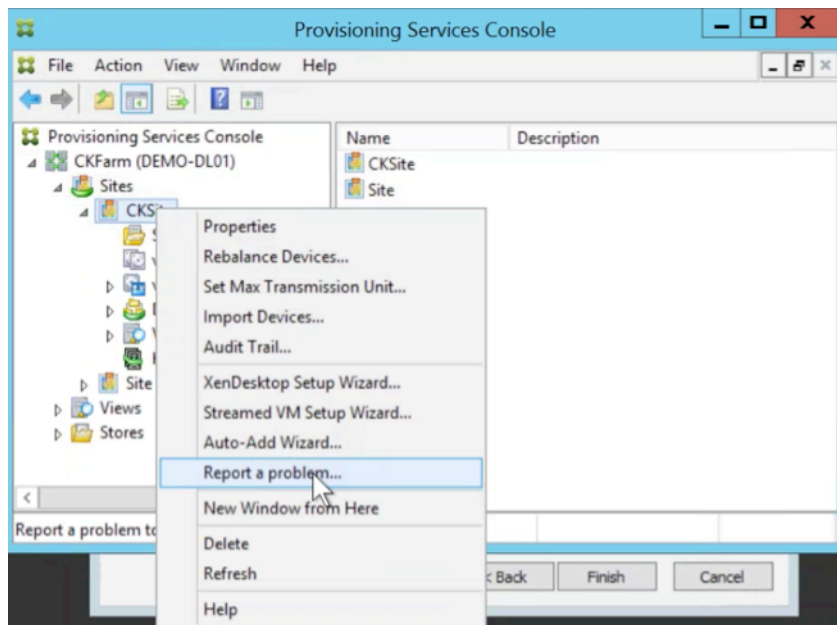 Provisioning Services Console
File Action View Window Help
Provisioning Services Console
Name Description
CKFarm (DEMO-DL01)
CKSite
Sites
Site
CKSit
Properties
Rebalance Devices...
Set Max Transmission Unit...
Import Devices...
Audit Trail...
XenDesktop Setup Wizard...
Site
Views
Streamed VM Setup Wizard...
Stores
Auto-Add Wizard...
Report a problem...
New Window from Here
Report a problem to
Delete
Refresh
Back Finish Cancel
Help